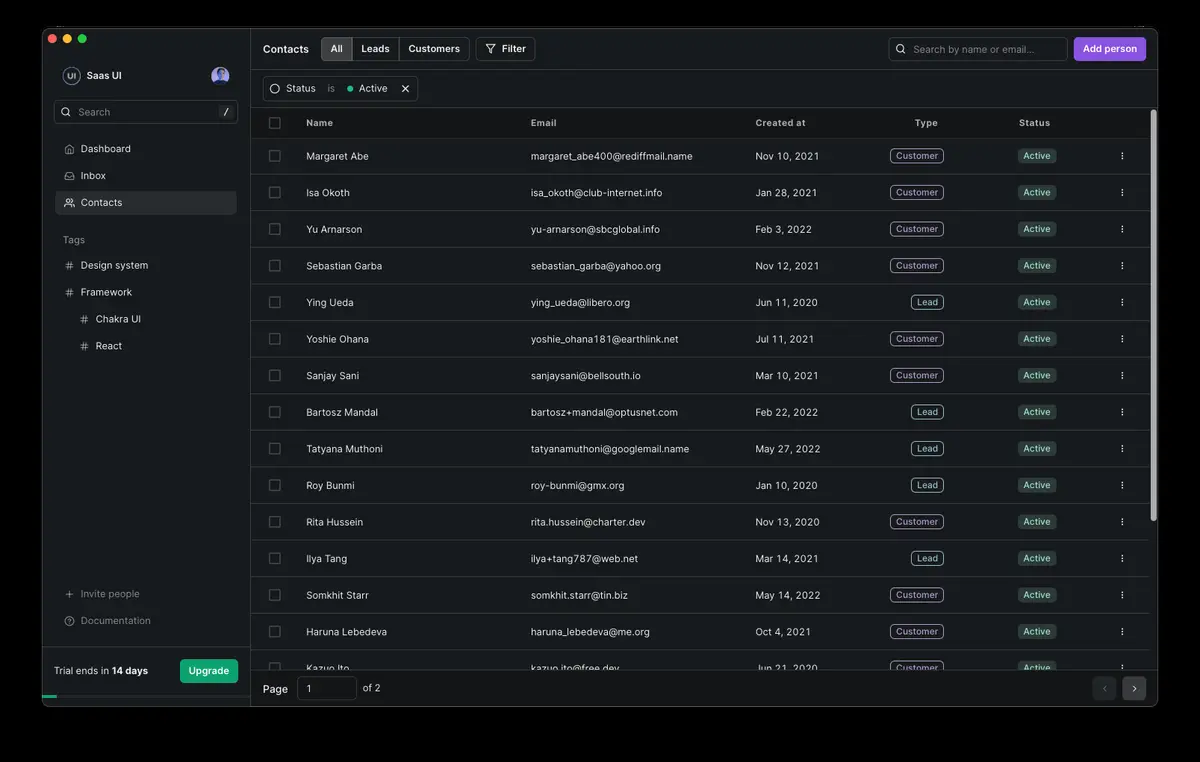 UI Saas UI
Search /
Dashboard
Inbox
Contacts
Tags
# Design system
# Framework
# Chakra UI
# React
+ Invite people
Documentation
Trial ends in 14 days Upgrade
Contacts All Leads Customers Filter Search by name or email... Add person
Status is Active
Name Email Created at Type Status
Margaret Abe margaret_abe400@rediffmail.name Nov 10, 2021 Customer Active
Isa Okoth isa_okoth@club-internet.info Jan 28, 2021 Customer Active
Yu Arnarson yu-arnarson@sbcglobal.info Feb 3, 2022 Customer Active
Sebastian Garba sebastian_garba@yahoo.org Nov 12, 2021 Customer Active
Ying Ueda ying_ueda@libero.org Jun 11, 2020 Lead Active
Yoshie Ohana yoshie_ohana181@earthlink.net Jul 11, 2021 Customer Active
Sanjay Sani sanjaysani@bellsouth.io Mar 10, 2021 Customer Active
Bartosz Mandal bartosz+mandal@optusnet.com Feb 22, 2022 Lead Active
Tatyana Muthoni tatyanamuthoni@googlemail.name May 27, 2022 Lead Active
Roy Bunmi roy-bunmi@gmx.org Jan 10, 2020 Lead Active
Rita Hussein rita.hussein@charter.dev Nov 13, 2020 Customer Active
Ilya Tang ilya+tang787@web.net Mar 14, 2021 Lead Active
Somkhit Starr somkhit.starr@tin.biz May 14, 2022 Customer Active
Haruna Lebedeva haruna_lebedeva@me.org Oct 4, 2021 Customer Active
Kazuo Ito kazuo.ito@free.dev Jun 21, 2020 Customer Active
Page 1 of 2